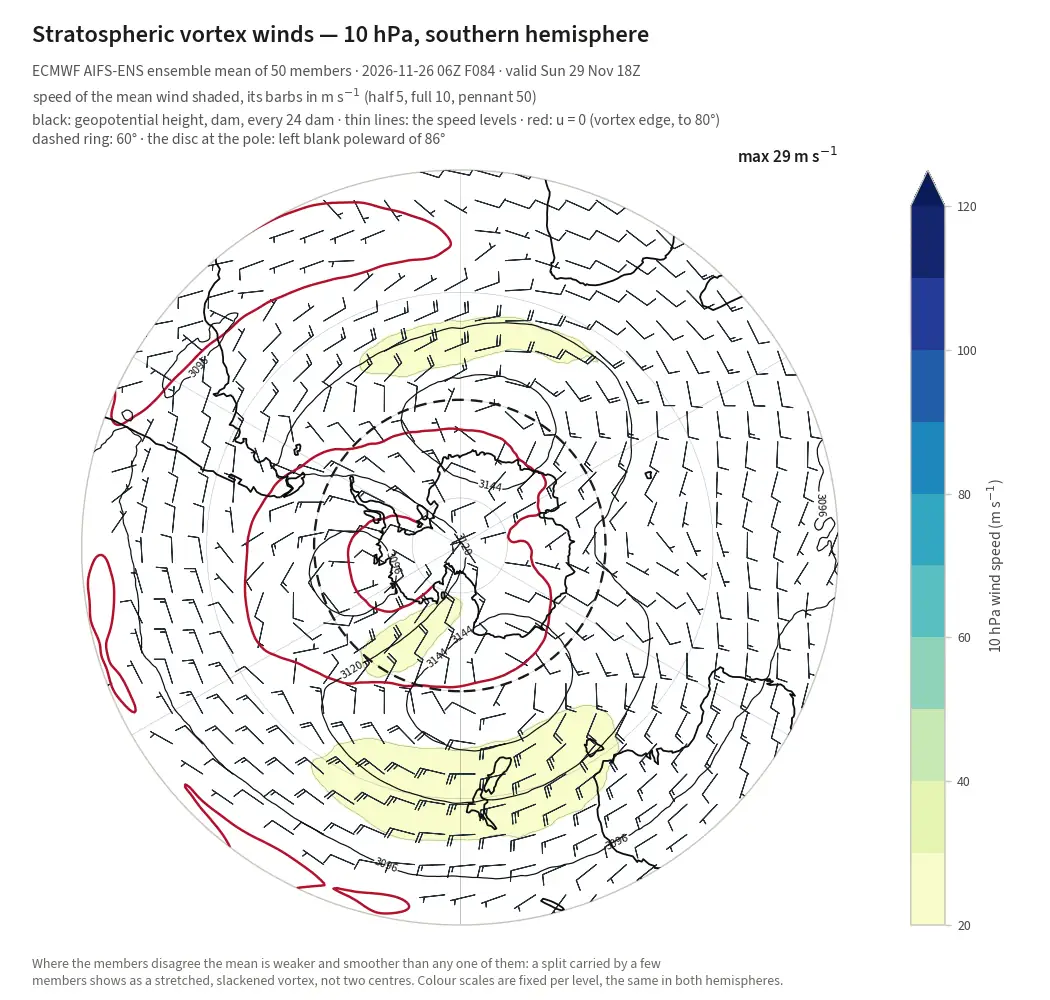 Stratospheric vortex winds — 10 hPa, southern hemisphere
ECMWF AIFS-ENS ensemble mean of 50 members · 2026-11-26 06Z F084 · valid Sun 29 Nov 18Z
speed of the mean wind shaded, its barbs in m s⁻¹ (half 5, full 10, pennant 50)
black: geopotential height, dam, every 24 dam · thin lines: the speed levels · red: u = 0 (vortex edge, to 80°)
dashed ring: 60° · the disc at the pole: left blank poleward of 86°
max 29 m s⁻¹
120
100
80
60
40
20
10 hPa wind speed (m s⁻¹)
3144
3096
3120
3096
3144
3144
3120
3096
3096
Where the members disagree the mean is weaker and smoother than any one of them: a split carried by a few
members shows as a stretched, slackened vortex, not two centres. Colour scales are fixed per level, the same in both hemispheres.